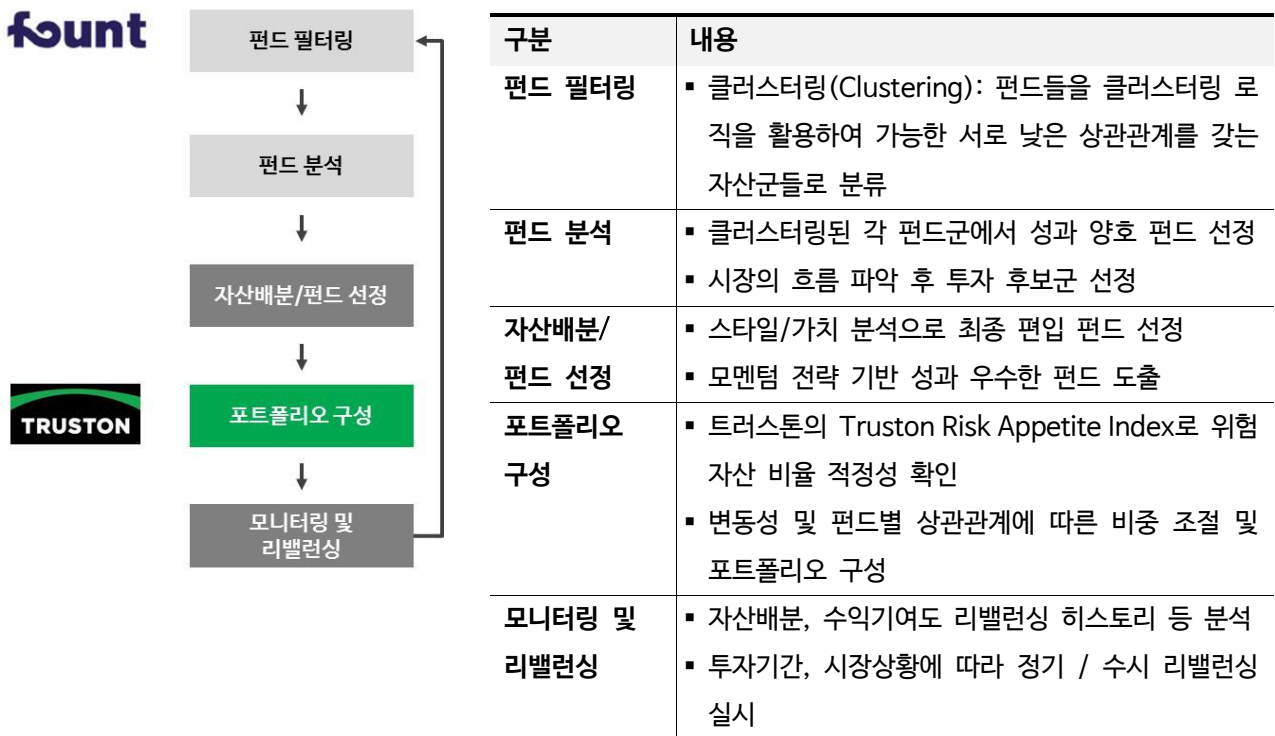 fount
펀드 필터링
펀드 분석
자산배분/펀드 선정
TRUSTON
포트폴리오 구성
모니터링 및
리밸런싱
구분 내용
펀드 필터링 ▪ 클러스터링(Clustering): 펀드들을 클러스터링 로
직을 활용하여 가능한 서로 낮은 상관관계를 갖는
자산군들로 분류
펀드 분석 ▪ 클러스터링된 각 펀드군에서 성과 양호 펀드 선정
▪ 시장의 흐름 파악 후 투자 후보군 선정
자산배분/ ▪ 스타일/가치 분석으로 최종 편입 펀드 선정
펀드 선정 ▪ 모멘텀 전략 기반 성과 우수한 펀드 도출
포트폴리오 ▪ 트러스톤의 Truston Risk Appetite Index로 위험
구성 자산 비율 적정성 확인
▪ 변동성 및 펀드별 상관관계에 따른 비중 조절 및
포트폴리오 구성
모니터링 및 ▪ 자산배분, 수익기여도 리밸런싱 히스토리 등 분석
리밸런싱 ▪ 투자기간, 시장상황에 따라 정기 / 수시 리밸런싱
실시